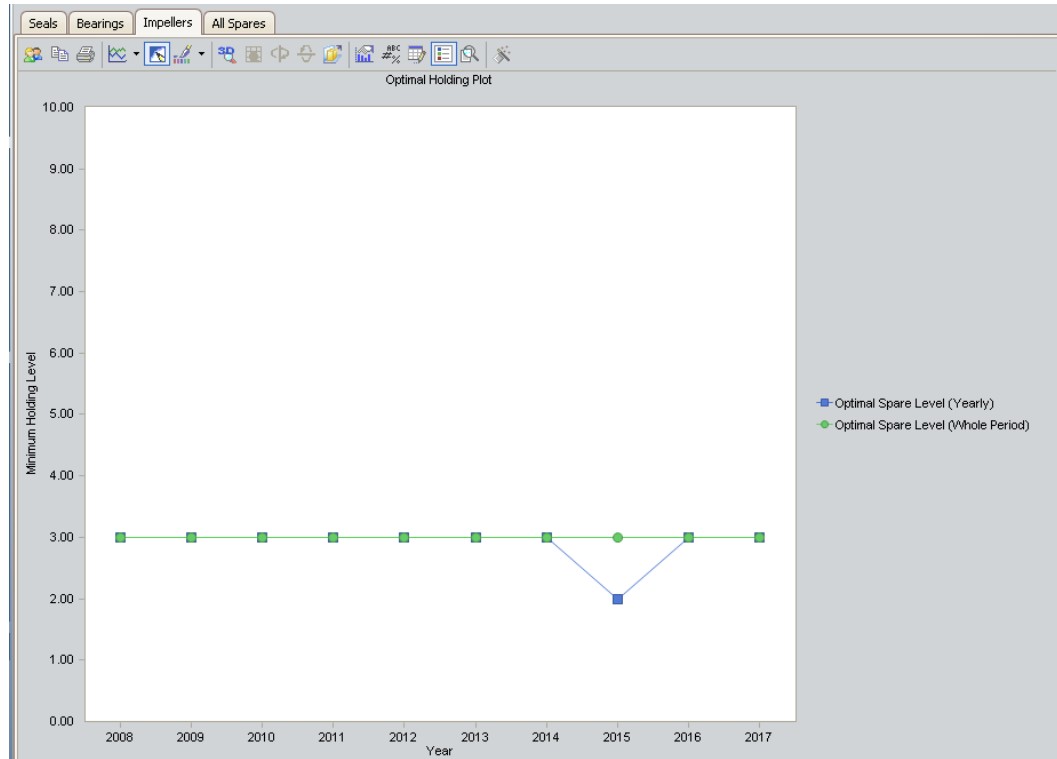 Seals Bearings Impellers All Spares
3D ABC #%
Optimal Holding Plot
10.00
9.00
8.00
7.00
6.00
5.00
4.00
3.00
2.00
1.00
0.00
Minimum Holding Level
2008 2009 2010 2011 2012 2013 2014 2015 2016 2017
Year
Optimal Spare Level (Yearly)
Optimal Spare Level (Whole Period)